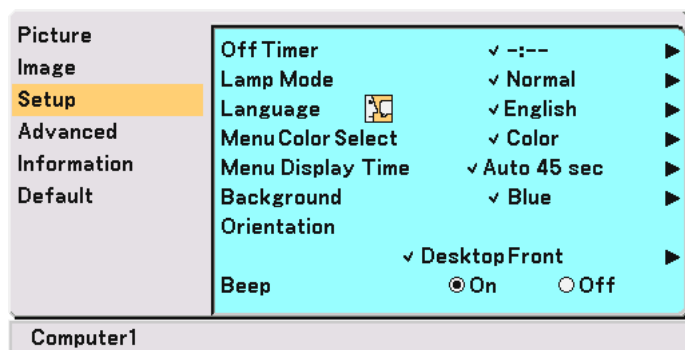 Picture
Image
Setup
Advanced
Information
Default
Off Timer ✓ -:--
Lamp Mode ✓ Normal
Language ✓ English
Menu Color Select ✓ Color
Menu Display Time ✓ Auto 45 sec
Background ✓ Blue
Orientation
✓ Desktop Front
Beep On Off
Computer1